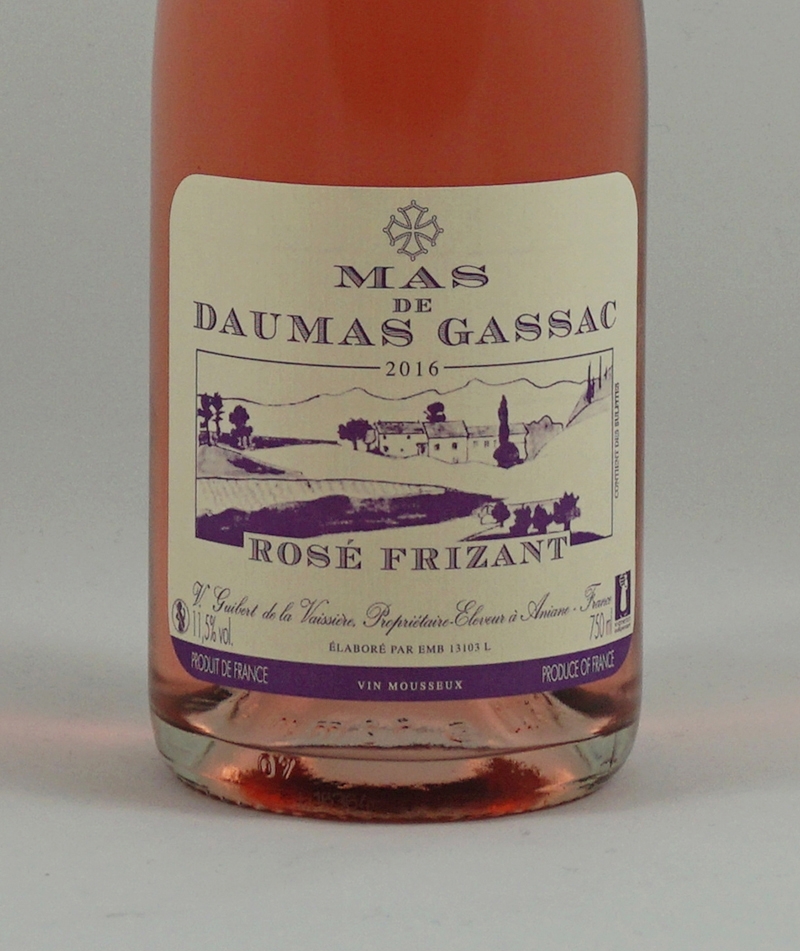 MAS
DE
DAUMAS GASSAC
2016
CONTIENT DES SULFITES
ROSÉ FRIZANT
V. Guibert de la Vaissière, Propriétaire-Eleveur à Aniane - France
11,5% vol.
750 ml
ÉLABORÉ PAR EMB 13103 L
PRODUIT DE FRANCE
VIN MOUSSEUX
PRODUCE OF FRANCE